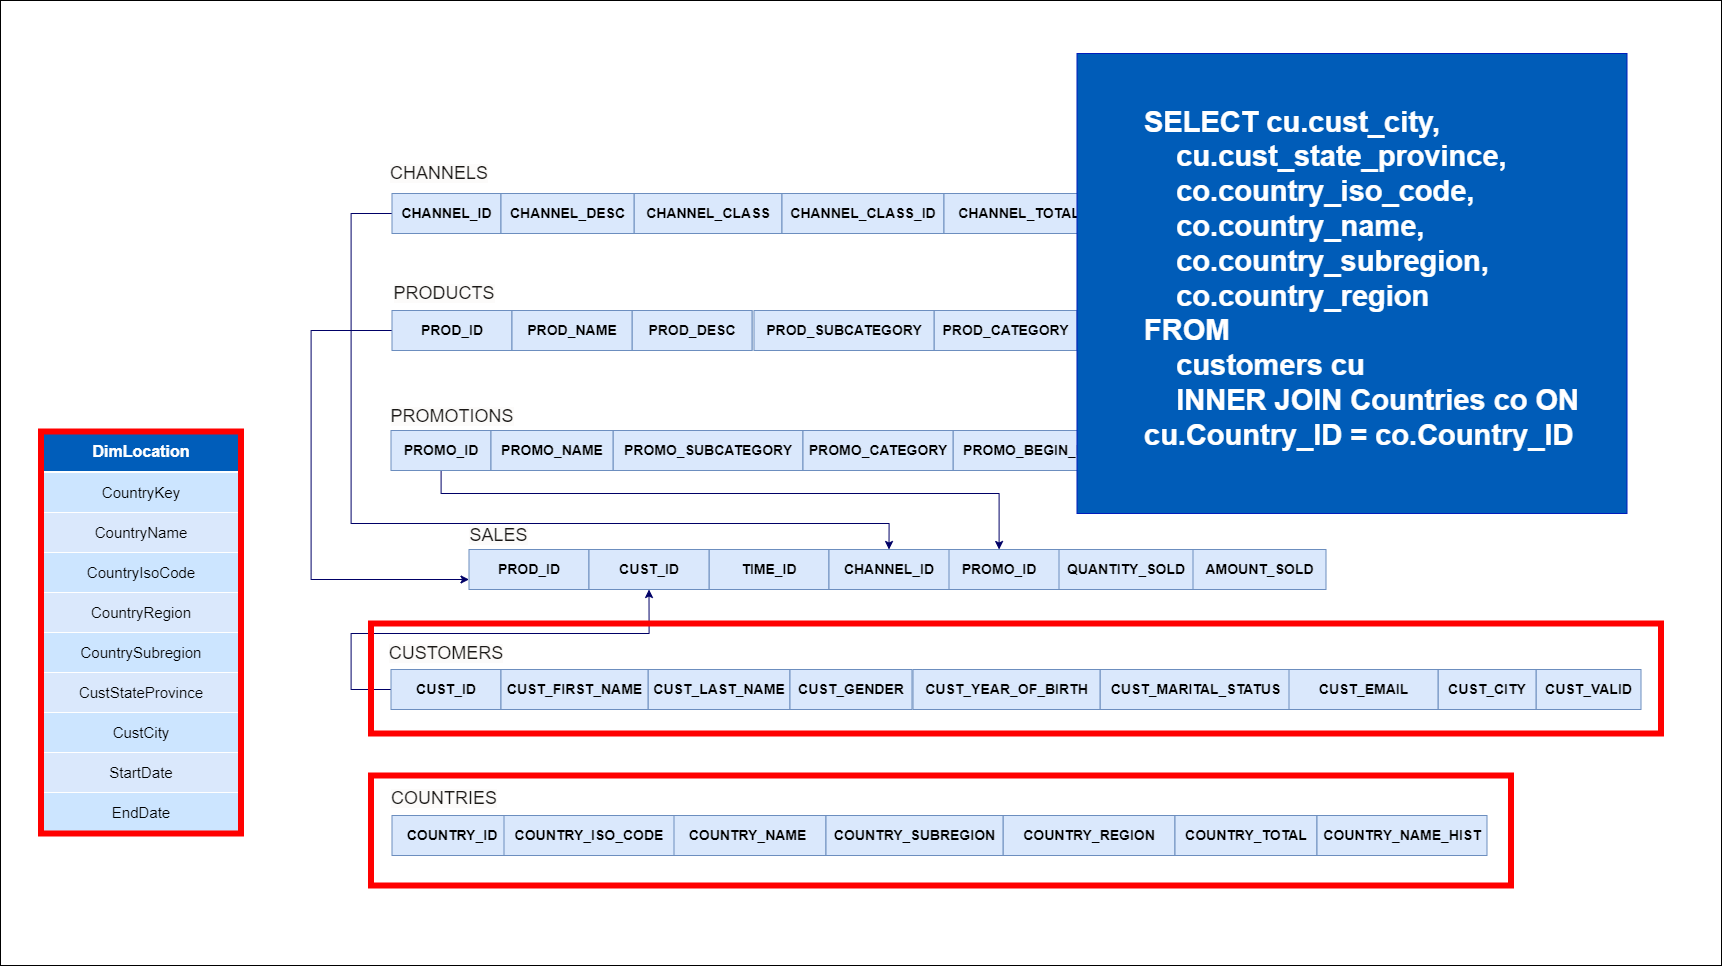 SELECT cu.cust_city,
cu.cust_state_province,
co.country_iso_code,
co.country_name,
co.country_subregion,
co.country_region
FROM
customers cu
INNER JOIN Countries co ON
cu.Country_ID = co.Country_ID
CHANNELS
CHANNEL_ID CHANNEL_DESC CHANNEL_CLASS CHANNEL_CLASS_ID CHANNEL_TOTAL
PRODUCTS
PROD_ID PROD_NAME PROD_DESC PROD_SUBCATEGORY PROD_CATEGORY
PROMOTIONS
PROMO_ID PROMO_NAME PROMO_SUBCATEGORY PROMO_CATEGORY PROMO_BEGIN_
SALES
PROD_ID CUST_ID TIME_ID CHANNEL_ID PROMO_ID QUANTITY_SOLD AMOUNT_SOLD
CUSTOMERS
CUST_ID CUST_FIRST_NAME CUST_LAST_NAME CUST_GENDER CUST_YEAR_OF_BIRTH CUST_MARITAL_STATUS CUST_EMAIL CUST_CITY CUST_VALID
COUNTRIES
COUNTRY_ID COUNTRY_ISO_CODE COUNTRY_NAME COUNTRY_SUBREGION COUNTRY_REGION COUNTRY_TOTAL COUNTRY_NAME_HIST
DimLocation
CountryKey
CountryName
CountryIsoCode
CountryRegion
CountrySubregion
CustStateProvince
CustCity
StartDate
EndDate